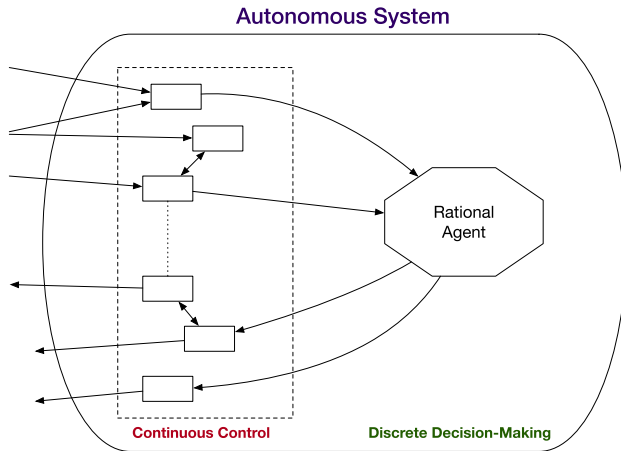 Autonomous System
Rational
Agent
Continuous Control
Discrete Decision-Making